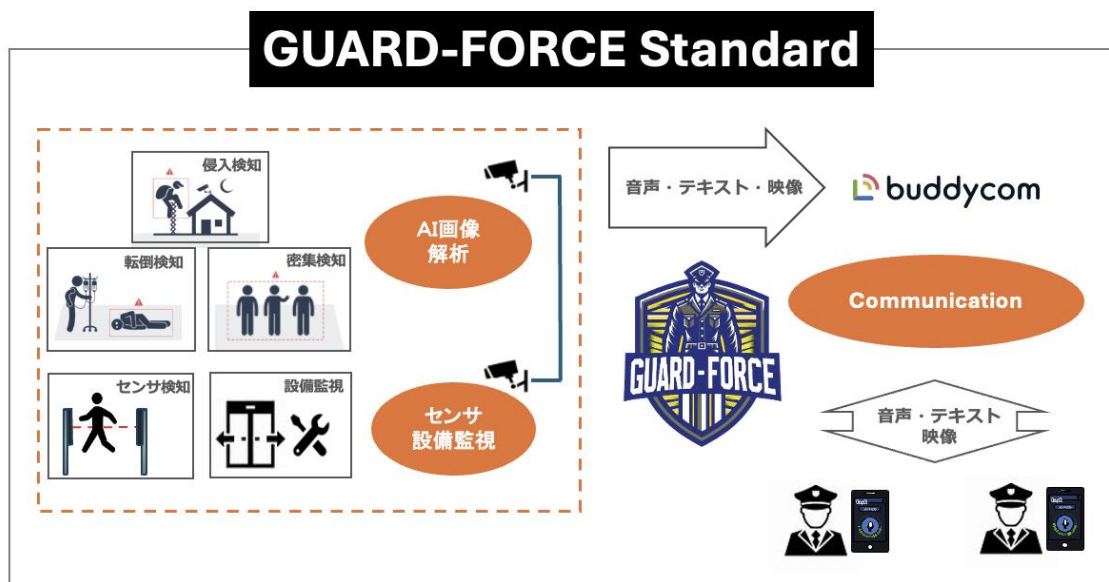 GUARD-FORCE Standard
侵入検知
転倒検知
密集検知
AI画像
解析
センサ検知
設備監視
センサ
設備監視
音声・テキスト・映像
buddycom
GUARD-FORCE
Communication
音声・テキスト
映像